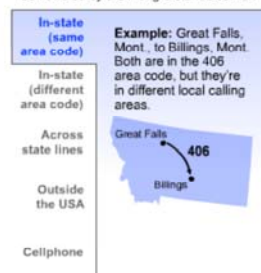 In-state
(same
area code)
In-state
(different
area code)
Across
state lines
Outside
the USA
Cellphone
Example: Great Falls,
Mont., to Billings, Mont.
Both are in the 406
area code, but they're
in different local calling
areas.
Great Falls
406
Billings